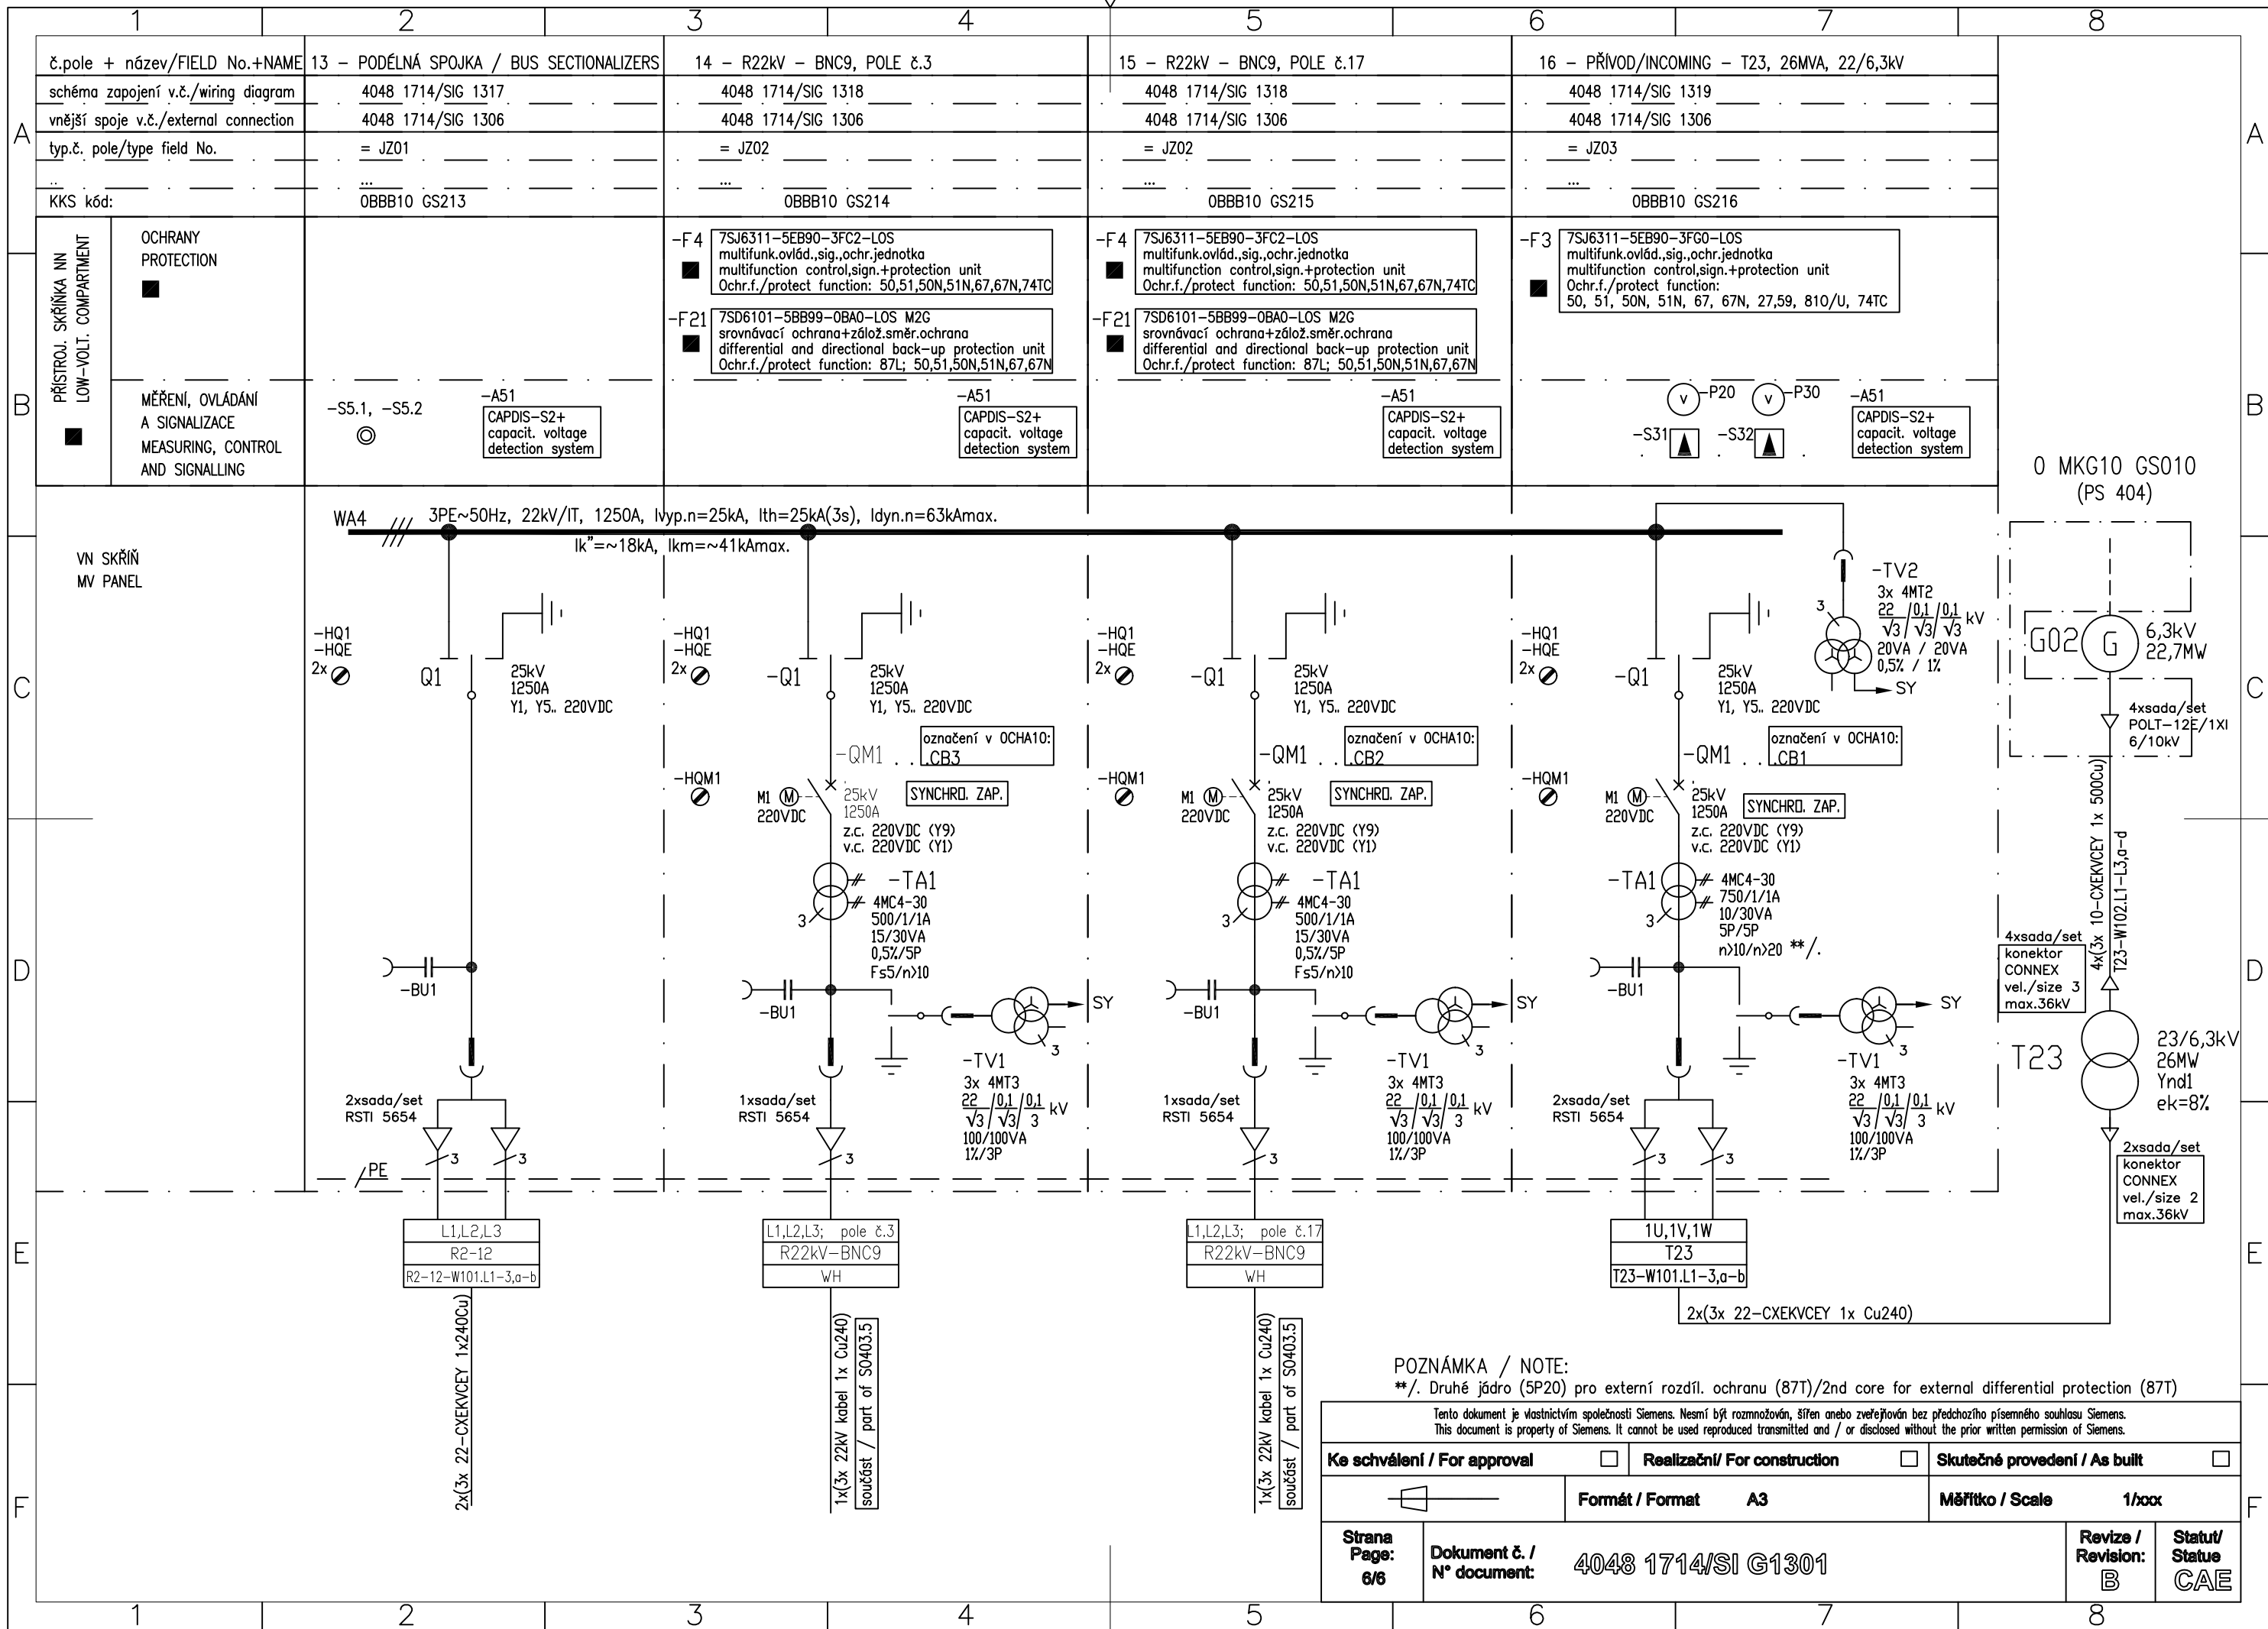 1 2 3 4 5 6 7 8
A
B
C
D
E
F
č.pole + název/FIELD No.+NAME
13 – PODÉLNÁ SPOJKA / BUS SECTIONALIZERS
14 – R22kV – BNC9, POLE č.3
15 – R22kV – BNC9, POLE č.17
16 – PŘÍVOD/INCOMING – T23, 26MVA, 22/6,3kV
schéma zapojení v.č./wiring diagram
4048 1714/SIG 1317
4048 1714/SIG 1318
4048 1714/SIG 1318
4048 1714/SIG 1319
vnější spoje v.č./external connection
4048 1714/SIG 1306
4048 1714/SIG 1306
4048 1714/SIG 1306
4048 1714/SIG 1306
typ.č. pole/type field No.
= JZ01
= JZ02
= JZ02
= JZ03
..
...
...
...
...
KKS kód:
0BBB10 GS213
0BBB10 GS214
0BBB10 GS215
0BBB10 GS216
PŘÍSTROJ. SKŘÍŇKA NN
LOW–VOLT. COMPARTMENT
OCHRANY
PROTECTION
MĚŘENÍ, OVLÁDÁNÍ
A SIGNALIZACE
MEASURING, CONTROL
AND SIGNALLING
–S5.1, –S5.2
–A51
CAPDIS–S2+
capacit. voltage
detection system
–F4
7SJ6311–5EB90–3FC2–LOS
multifunk.ovlád.,sig.,ochr.jednotka
multifunction control,sign.+protection unit
Ochr.f./protect function: 50,51,50N,51N,67,67N,74TC
–F21
7SD6101–5BB99–0BA0–LOS M2G
srovnávací ochrana+zálož.směr.ochrana
differential and directional back–up protection unit
Ochr.f./protect function: 87L; 50,51,50N,51N,67,67N
–A51
CAPDIS–S2+
capacit. voltage
detection system
–F4
7SJ6311–5EB90–3FC2–LOS
multifunk.ovlád.,sig.,ochr.jednotka
multifunction control,sign.+protection unit
Ochr.f./protect function: 50,51,50N,51N,67,67N,74TC
–F21
7SD6101–5BB99–0BA0–LOS M2G
srovnávací ochrana+zálož.směr.ochrana
differential and directional back–up protection unit
Ochr.f./protect function: 87L; 50,51,50N,51N,67,67N
–A51
CAPDIS–S2+
capacit. voltage
detection system
–F3
7SJ6311–5EB90–3FG0–LOS
multifunk.ovlád.,sig.,ochr.jednotka
multifunction control,sign.+protection unit
Ochr.f./protect function:
50, 51, 50N, 51N, 67, 67N, 27,59, 81O/U, 74TC
V –P20 V –P30
–S31 –S32
–A51
CAPDIS–S2+
capacit. voltage
detection system
VN SKŘÍŇ
MV PANEL
WA4
3PE~50Hz, 22kV/IT, 1250A, Ivyp.n=25kA, Ith=25kA(3s), Idyn.n=63kAmax.
Ik"=~18kA, Ikm=~41kAmax.
–HQ1
–HQE
2x
Q1
25kV
1250A
Y1, Y5.. 220VDC
–BU1
2xsada/set
RSTI 5654
3
3
PE
L1,L2,L3
R2–12
R2–12–W101.L1–3,a–b
2x(3x 22–CXEKVCEY 1x240Cu)
–HQ1
–HQE
2x
–Q1
25kV
1250A
Y1, Y5.. 220VDC
označení v OCHA10:
.CB3
–QM1 . .
–HQM1
M1 M
220VDC
25kV
1250A
SYNCHRO. ZAP.
z.c. 220VDC (Y9)
v.c. 220VDC (Y1)
–TA1
4MC4–30
500/1/1A
15/30VA
0,5%/5P
Fs5/n>10
3
–BU1
SY
3
–TV1
3x 4MT3
22/√3 / 0,1/√3 / 0,1/3 kV
100/100VA
1%/3P
1xsada/set
RSTI 5654
3
L1,L2,L3; pole č.3
R22kV–BNC9
WH
1x(3x 22kV kabel 1x Cu240)
součást / part of SO403.5
–HQ1
–HQE
2x
–Q1
25kV
1250A
Y1, Y5.. 220VDC
označení v OCHA10:
.CB2
–QM1 . .
–HQM1
M1 M
220VDC
25kV
1250A
SYNCHRO. ZAP.
z.c. 220VDC (Y9)
v.c. 220VDC (Y1)
–TA1
4MC4–30
500/1/1A
15/30VA
0,5%/5P
Fs5/n>10
3
–BU1
SY
3
–TV1
3x 4MT3
22/√3 / 0,1/√3 / 0,1/3 kV
100/100VA
1%/3P
1xsada/set
RSTI 5654
3
L1,L2,L3; pole č.17
R22kV–BNC9
WH
1x(3x 22kV kabel 1x Cu240)
součást / part of SO403.5
–HQ1
–HQE
2x
–Q1
25kV
1250A
Y1, Y5.. 220VDC
–TV2
3x 4MT2
22/√3 / 0,1/√3 / 0,1/√3 kV
20VA / 20VA
0,5% / 1%
3
SY
označení v OCHA10:
.CB1
–QM1 . .
–HQM1
M1 M
220VDC
25kV
1250A
SYNCHRO. ZAP.
z.c. 220VDC (Y9)
v.c. 220VDC (Y1)
–TA1
4MC4–30
750/1/1A
10/30VA
5P/5P
n>10/n>20 **/.
3
–BU1
SY
3
–TV1
3x 4MT3
22/√3 / 0,1/√3 / 0,1/3 kV
100/100VA
1%/3P
2xsada/set
RSTI 5654
3
3
1U,1V,1W
T23
T23–W101.L1–3,a–b
2x(3x 22–CXEKVCEY 1x Cu240)
0 MKG10 GS010
(PS 404)
G02
G
6,3kV
22,7MW
4xsada/set
POLT–12E/1XI
6/10kV
4x(3x 10–CXEKVCEY 1x 500Cu)
T23–W102.L1–L3,a–d
4xsada/set
konektor
CONNEX
vel./size 3
max.36kV
T23
23/6,3kV
26MW
Ynd1
ek=8%
2xsada/set
konektor
CONNEX
vel./size 2
max.36kV
POZNÁMKA / NOTE:
**/. Druhé jádro (5P20) pro externí rozdíl. ochranu (87T)/2nd core for external differential protection (87T)
Tento dokument je vlastnictvím společnosti Siemens. Nesmí být rozmnožován, šířen anebo zveřejňován bez předchozího písemného souhlasu Siemens.
This document is property of Siemens. It cannot be used reproduced transmitted and / or disclosed without the prior written permission of Siemens.
Ke schválení / For approval
Realizační/ For construction
Skutečné provedení / As built
Formát / Format A3
Měřítko / Scale 1/xxx
Strana
Page:
6/6
Dokument č. /
N° document:
4048 1714/SI G1301
Revize /
Revision:
B
Statut/
Statue
CAE
A
B
C
D
E
F
1 2 3 4 5 6 7 8